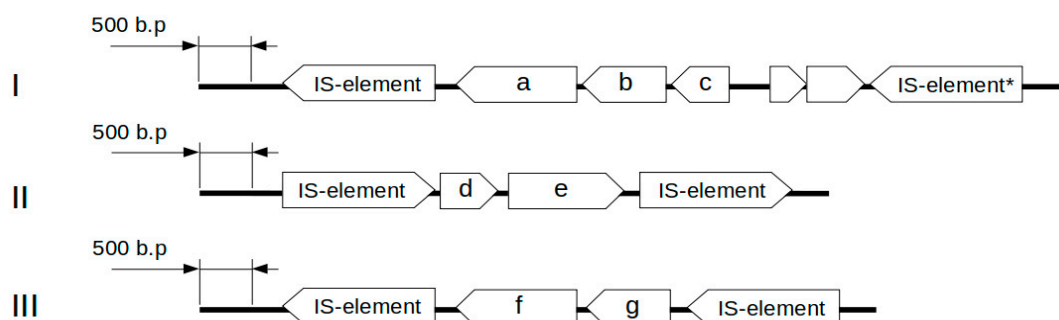 500 b.p
I IS-element a b c IS-element*
500 b.p
II IS-element d e IS-element
500 b.p
III IS-element f g IS-element